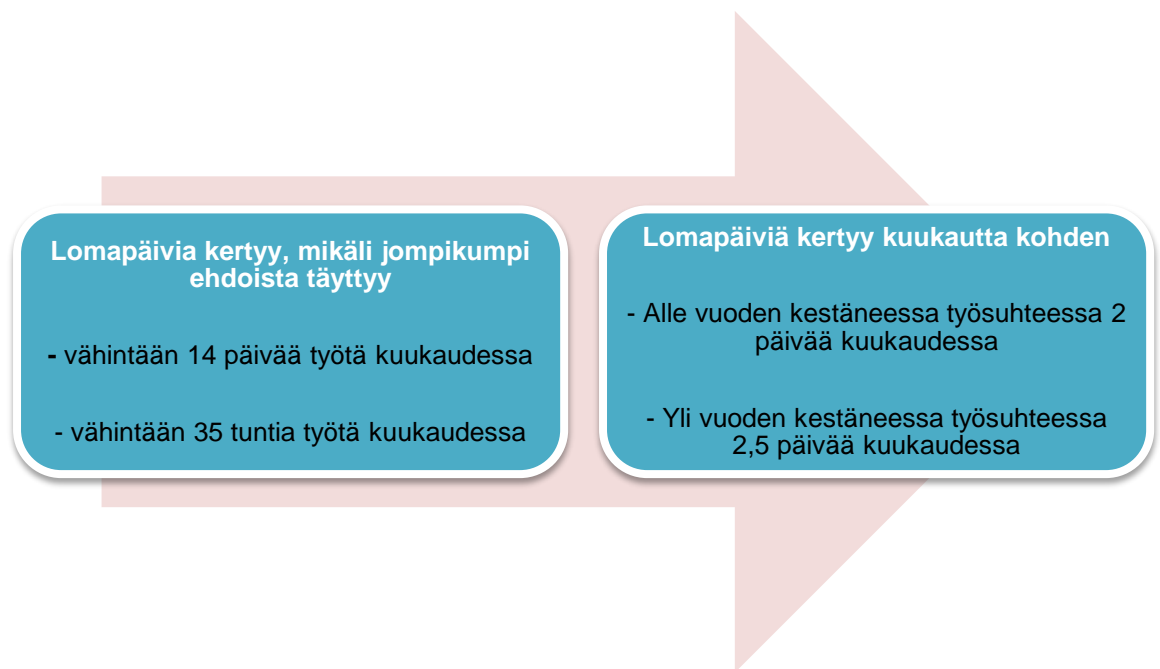 Lomapäivia kertyy, mikäli jompikumpi
ehdoista täyttyy
- vähintään 14 päivää työtä kuukaudessa
- vähintään 35 tuntia työtä kuukaudessa
Lomapäiviä kertyy kuukautta kohden
- Alle vuoden kestäneessa työsuhteessa 2
päivää kuukaudessa
- Yli vuoden kestäneessa työsuhteessa
2,5 päivää kuukaudessa